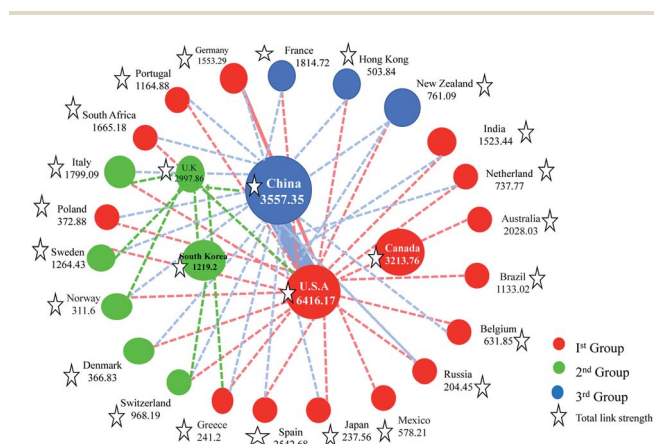 Germany
1553.29
France
1814.72
Hong Kong
503.84
New Zealand
761.09
Portugal
1164.88
South Africa
1665.18
India
1523.44
Italy
1799.09
U.K
2997.86
China
3557.35
Netherland
737.77
Poland
372.88
Australia
2028.03
Sweden
1264.43
South Korea
1219.2
Canada
3213.76
Norway
311.6
U.S.A
6416.17
Brazil
1133.02
Denmark
366.83
Belgium
631.85
Switzerland
968.19
Russia
204.45
Greece
241.2
Spain
2542.68
Japan
237.56
Mexico
578.21
Ist Group
2nd Group
3rd Group
Total link strength